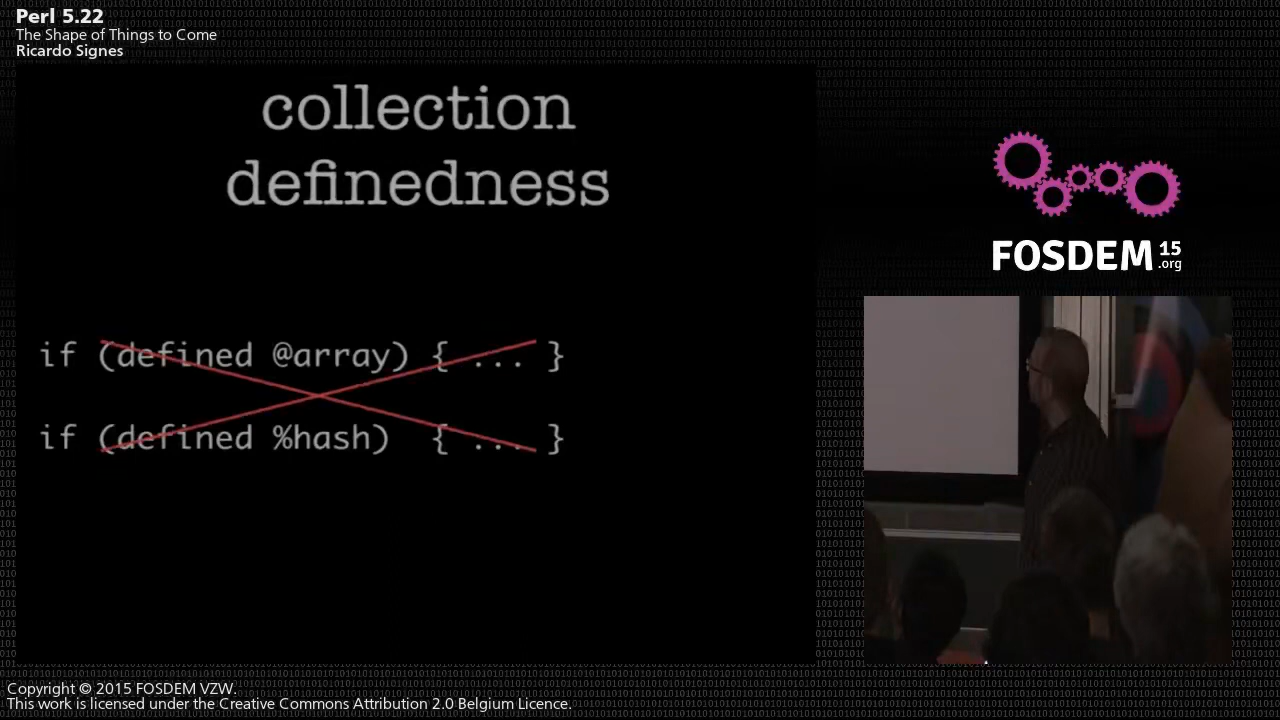 Perl 5.22
The Shape of Things to Come
Ricardo Signes
collection
definedness
if (defined @array) { ... }
if (defined %hash) { ... }
FOSDEM 15
.org
Copyright © 2015 FOSDEM VZW.
This work is licensed under the Creative Commons Attribution 2.0 Belgium Licence.